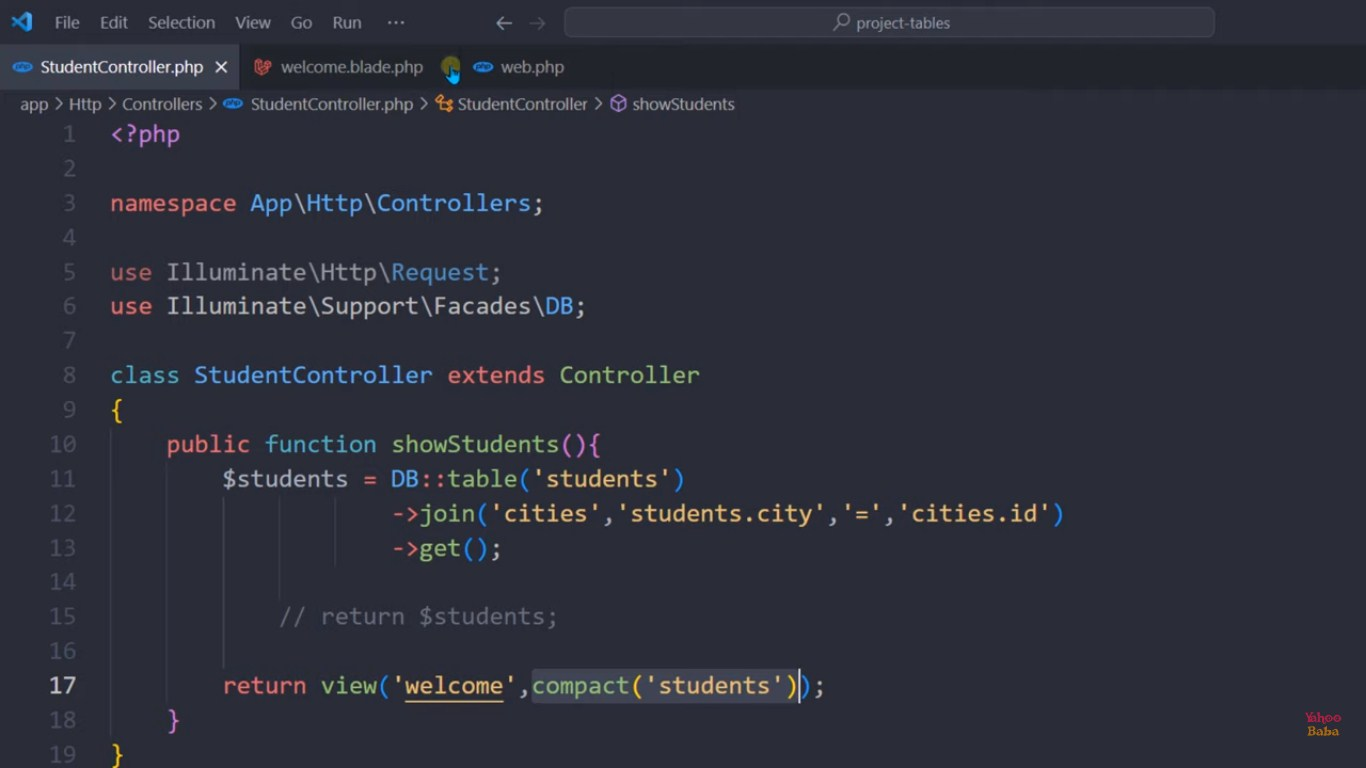 File Edit Selection View Go Run ··· ← → project-tables
StudentController.php × welcome.blade.php web.php
app > Http > Controllers > StudentController.php > StudentController > showStudents
1 <?php
2
3 namespace App\Http\Controllers;
4
5 use Illuminate\Http\Request;
6 use Illuminate\Support\Facades\DB;
7
8 class StudentController extends Controller
9 {
10 public function showStudents(){
11 $students = DB::table('students')
12 ->join('cities','students.city','=','cities.id')
13 ->get();
14
15 // return $students;
16
17 return view('welcome',compact('students'));
18 }
19 }
Yahoo
Baba